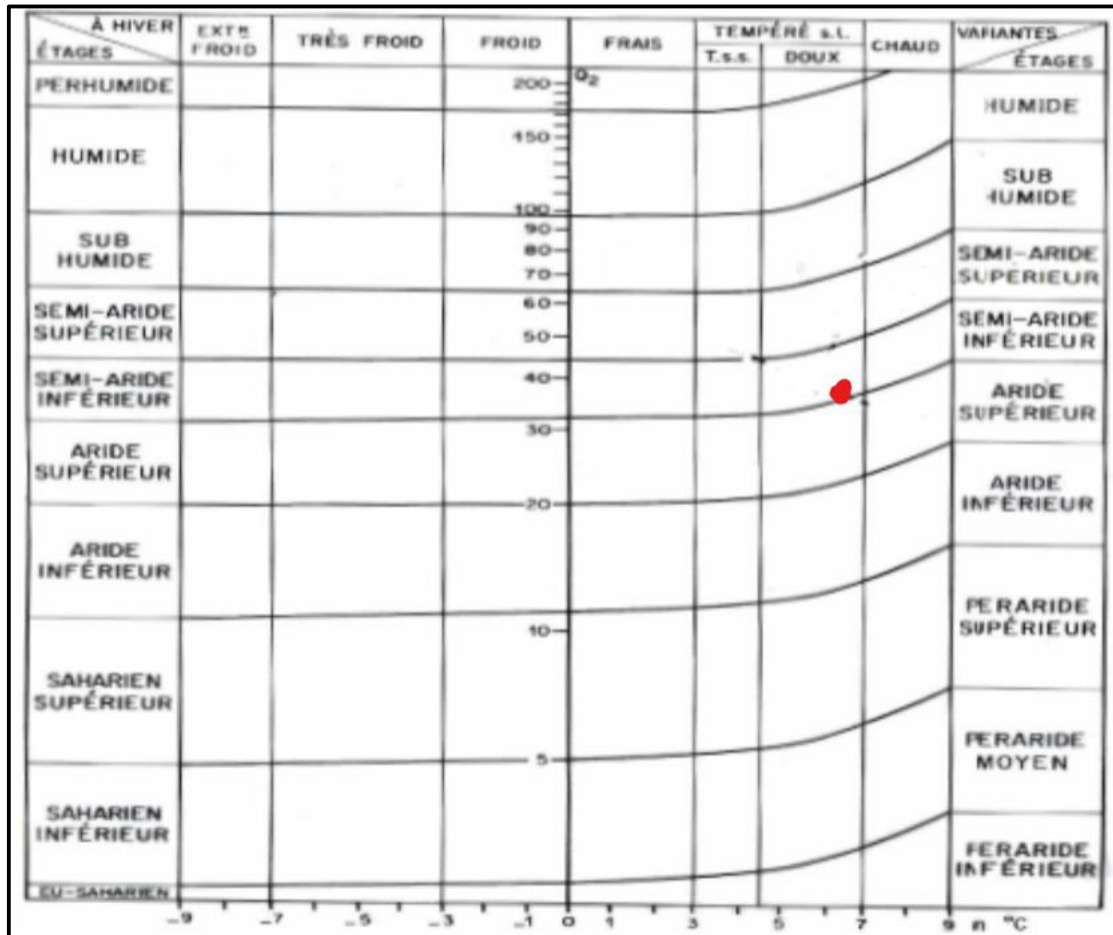 À HIVER
ÉTAGES
EXTR.
FROID
TRÈS FROID
FROID
FRAIS
TEMPÉRÉ s.l.
T.s.s.
DOUX
CHAUD
VARIANTES
ÉTAGES
PERHUMIDE
HUMIDE
SUB
HUMIDE
SEMI-ARIDE
SUPÉRIEUR
SEMI-ARIDE
INFÉRIEUR
ARIDE
SUPÉRIEUR
ARIDE
INFÉRIEUR
SAHARIEN
SUPÉRIEUR
SAHARIEN
INFÉRIEUR
EU-SAHARIEN
Q2
200
150
100
90
80
70
60
50
40
30
20
10
5
HUMIDE
SUB
HUMIDE
SEMI-ARIDE
SUPÉRIEUR
SEMI-ARIDE
INFÉRIEUR
ARIDE
SUPÉRIEUR
ARIDE
INFÉRIEUR
PERARIDE
SUPÉRIEUR
PERARIDE
MOYEN
PERARIDE
INFÉRIEUR
-9 -7 -5 -3 -1 0 1 3 5 7 9 m °C